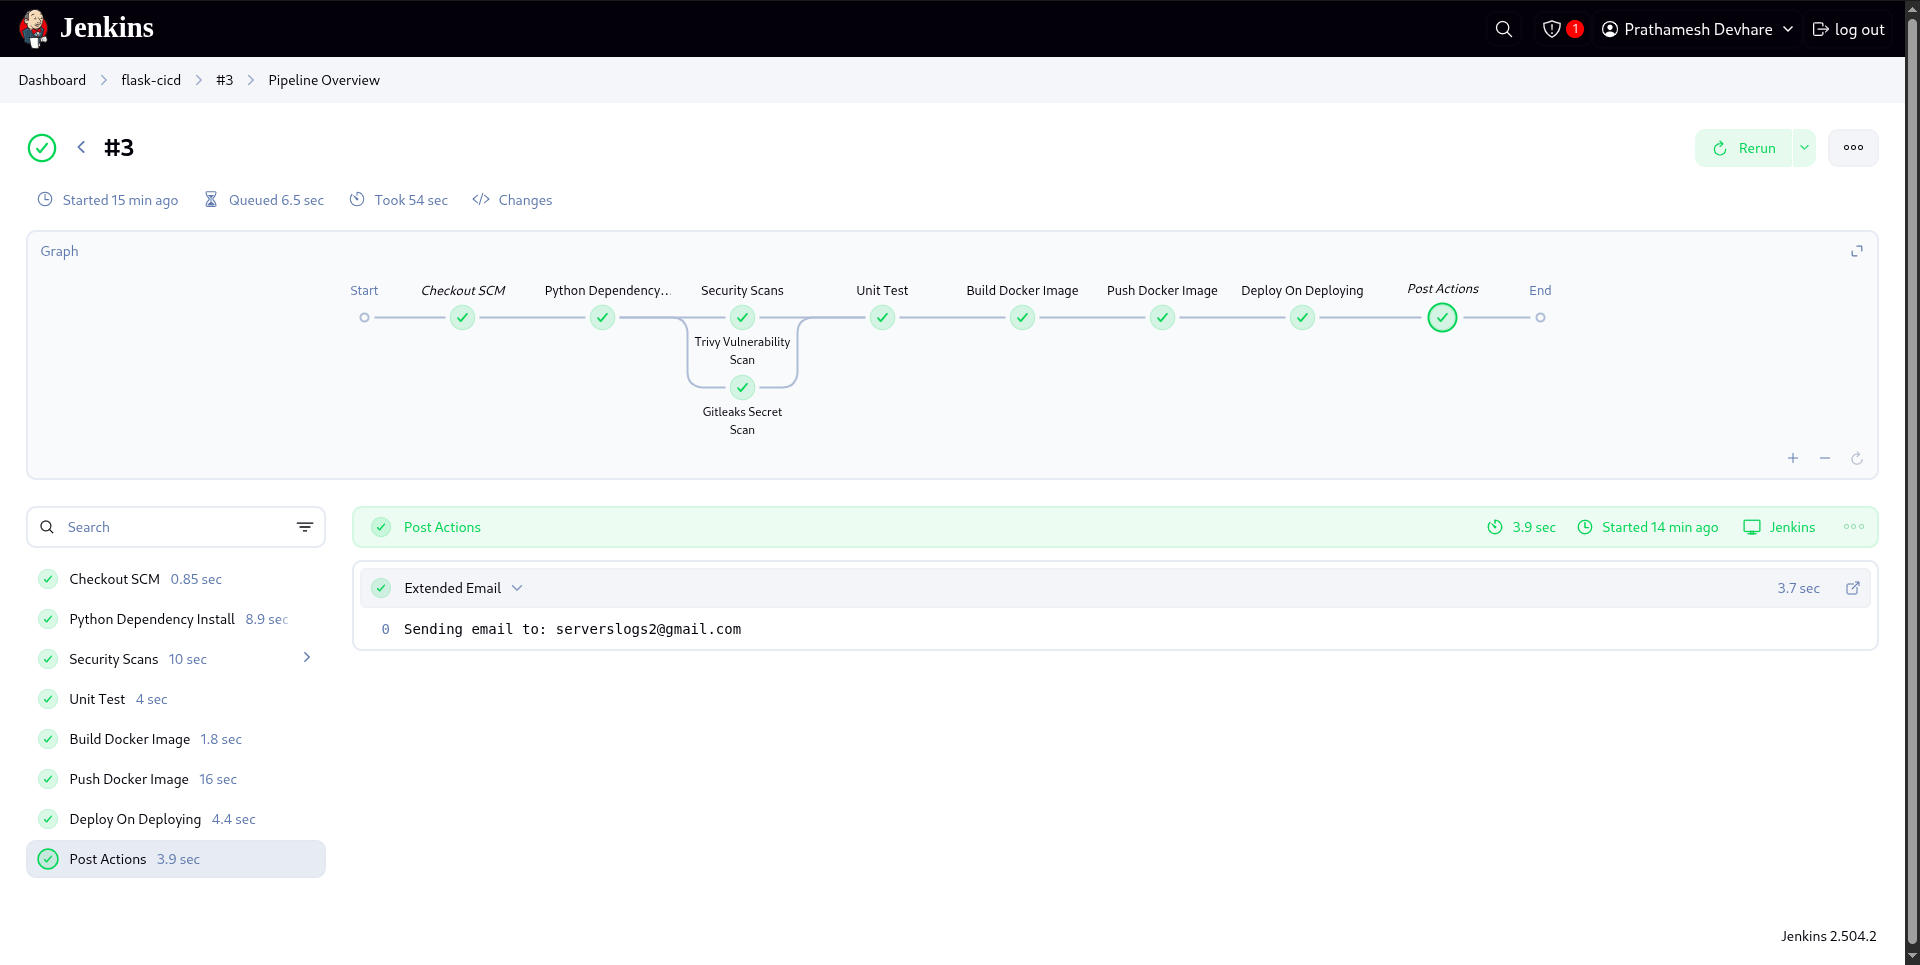 Jenkins
1 Prathamesh Devhare log out
Dashboard flask-cicd #3 Pipeline Overview
#3
Rerun
Started 15 min ago Queued 6.5 sec Took 54 sec Changes
Graph
Start Checkout SCM Python Dependency... Security Scans Unit Test Build Docker Image Push Docker Image Deploy On Deploying Post Actions End
Trivy Vulnerability
Scan
Gitleaks Secret
Scan
Search
Post Actions 3.9 sec Started 14 min ago Jenkins
Checkout SCM 0.85 sec
Python Dependency Install 8.9 sec
Security Scans 10 sec
Unit Test 4 sec
Build Docker Image 1.8 sec
Push Docker Image 16 sec
Deploy On Deploying 4.4 sec
Post Actions 3.9 sec
Extended Email 3.7 sec
0 Sending email to: serverslogs2@gmail.com
Jenkins 2.504.2